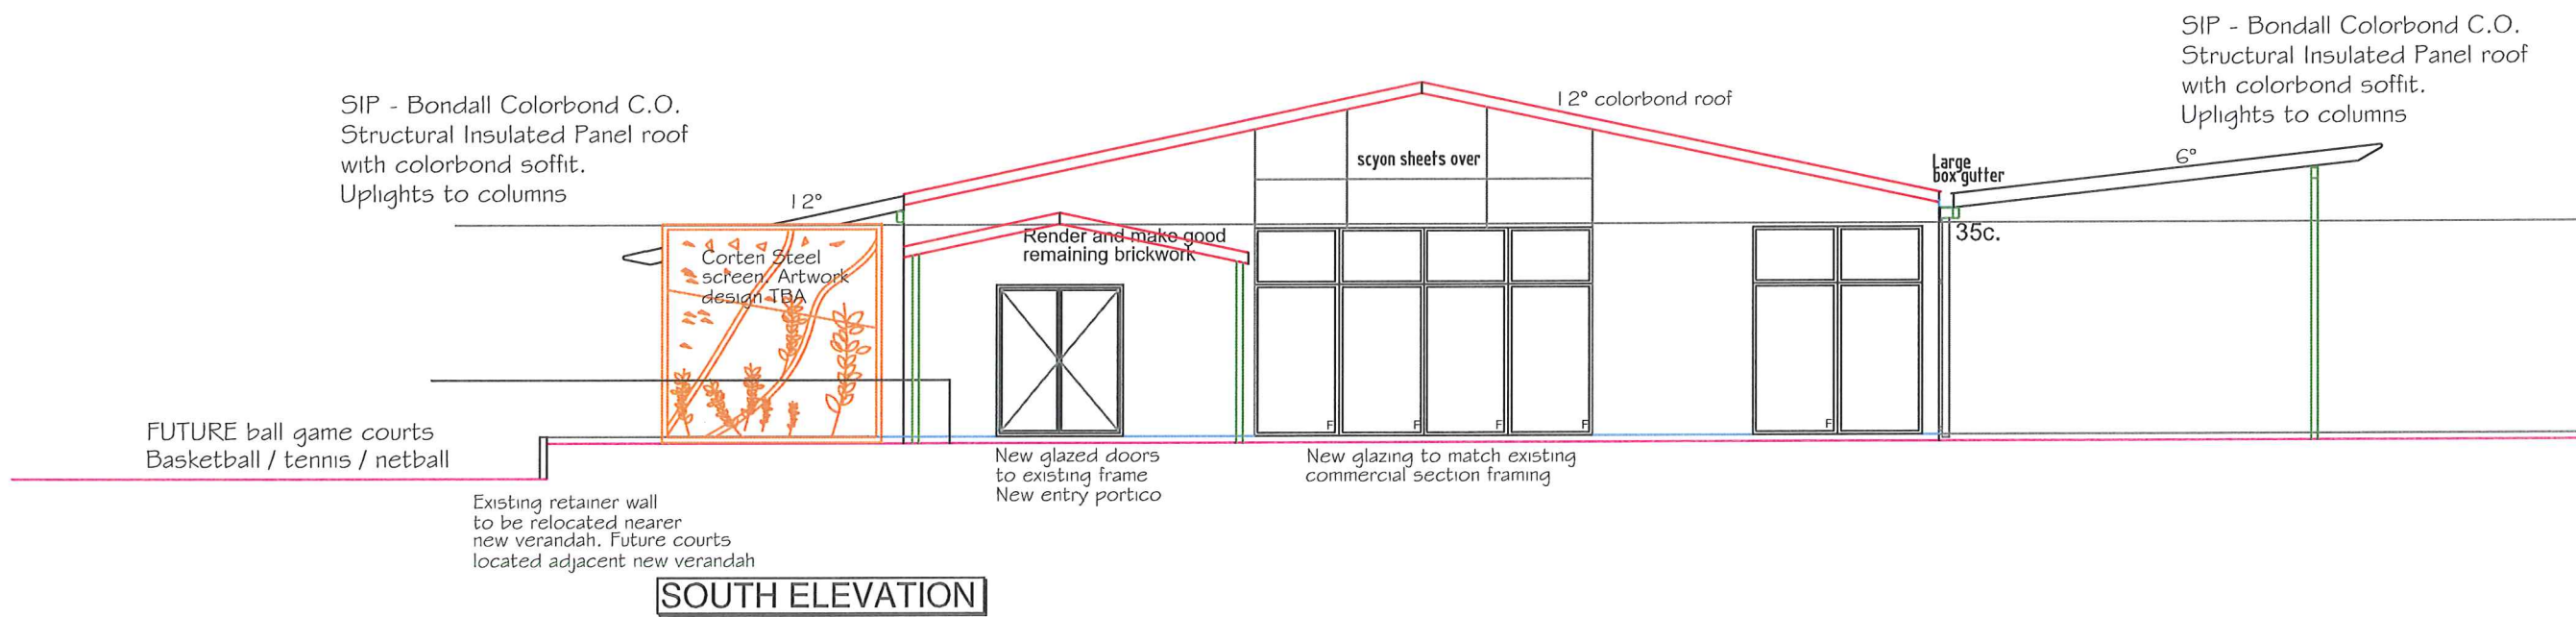 SIP - Bondall Colorbond C.O.
Structural Insulated Panel roof
with colorbond soffit.
Uplights to columns
SIP - Bondall Colorbond C.O.
Structural Insulated Panel roof
with colorbond soffit.
Uplights to columns
12° colorbond roof
scyon sheets over
Large
box gutter
6°
12°
35c.
Render and make good
remaining brickwork
Corten Steel
screen. Artwork
design TBA
F
F
F
F
F
FUTURE ball game courts
Basketball / tennis / netball
New glazed doors
to existing frame
New entry portico
New glazing to match existing
commercial section framing
Existing retainer wall
to be relocated nearer
new verandah. Future courts
located adjacent new verandah
SOUTH ELEVATION